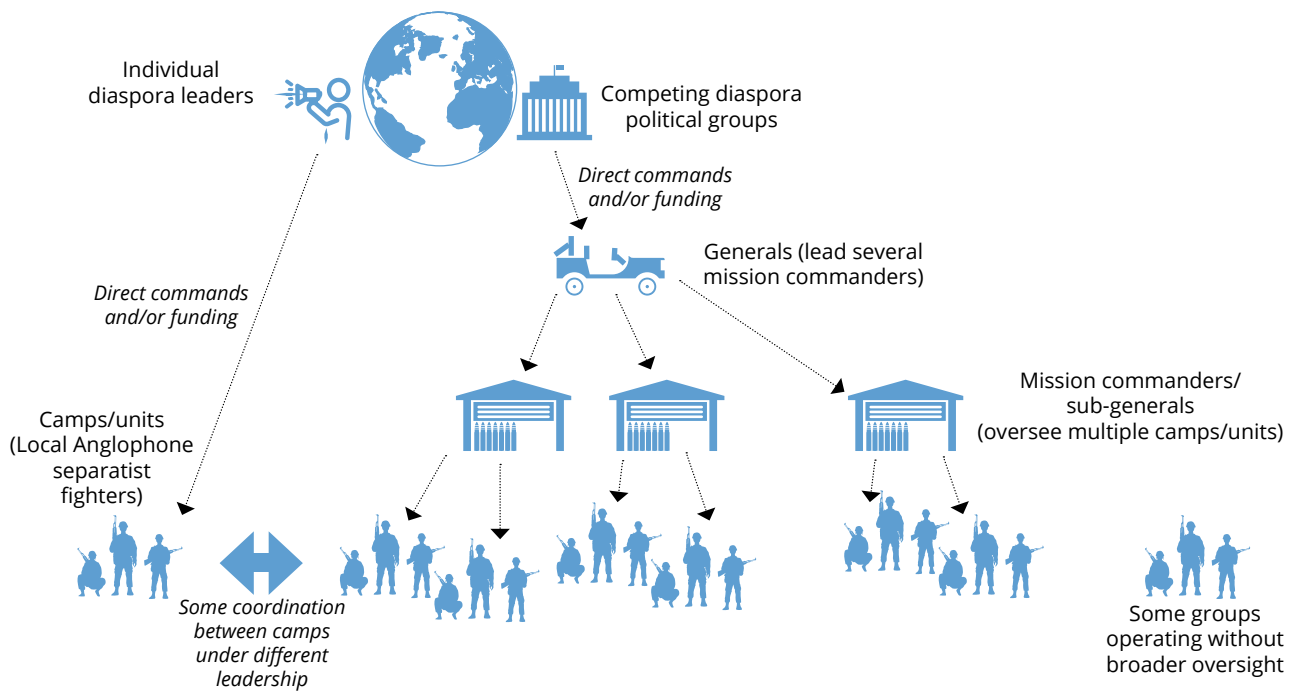 Individual
diaspora leaders
Competing diaspora
political groups
Direct commands
and/or funding
Generals (lead several
mission commanders)
Direct commands
and/or funding
Mission commanders/
sub-generals
(oversee multiple camps/units)
Camps/units
(Local Anglophone
separatist
fighters)
Some coordination
between camps
under different
leadership
Some groups
operating without
broader oversight